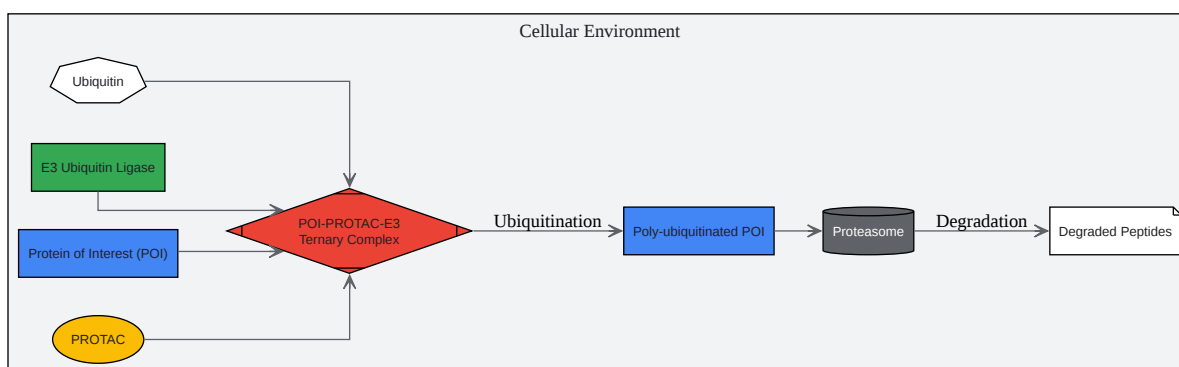 Cellular Environment
Ubiquitin
E3 Ubiquitin Ligase
Protein of Interest (POI)
PROTAC
POI-PROTAC-E3
Ternary Complex
Ubiquitination
Poly-ubiquitinated POI
Proteasome
Degradation
Degraded Peptides